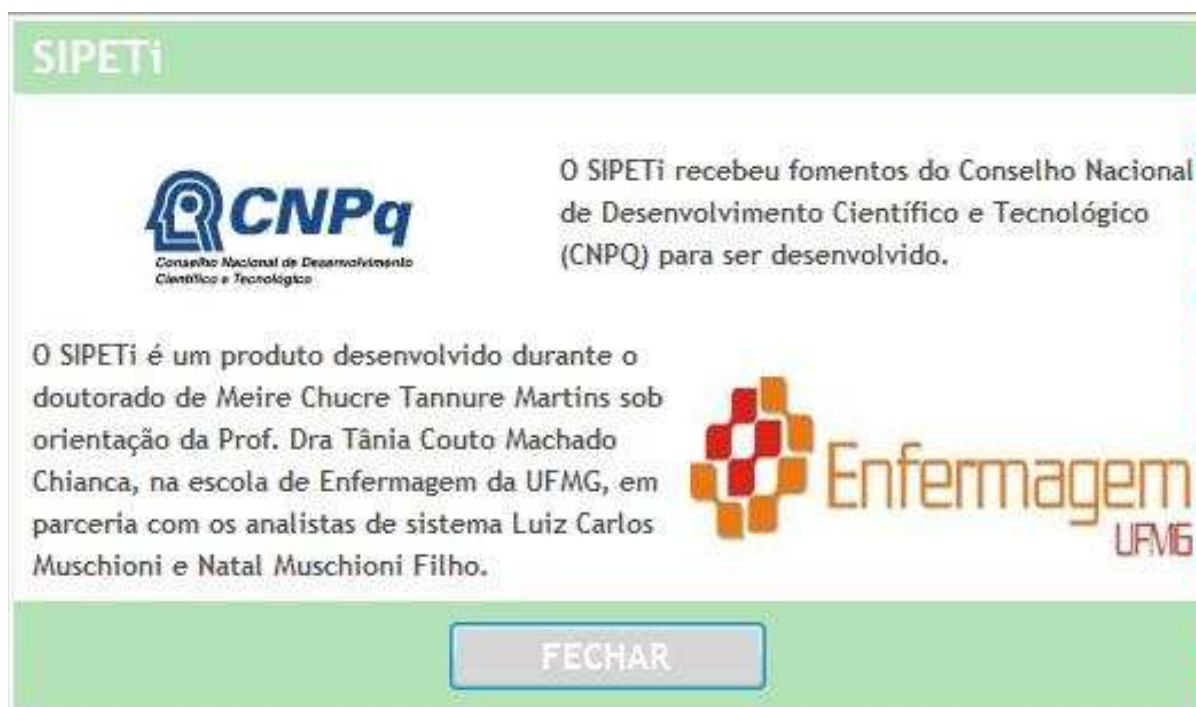 SIPETi
CNPq
Conselho Nacional de Desenvolvimento
Científico e Tecnológico
O SIPETi recebeu fomentos do Conselho Nacional
de Desenvolvimento Científico e Tecnológico
(CNPQ) para ser desenvolvido.
O SIPETi é um produto desenvolvido durante o
doutorado de Meire Chucre Tannure Martins sob
orientação da Prof. Dra Tânia Couto Machado
Chianca, na escola de Enfermagem da UFMG, em
parceria com os analistas de sistema Luiz Carlos
Muschioni e Natal Muschioni Filho.
Enfermagem
UFMG
FECHAR